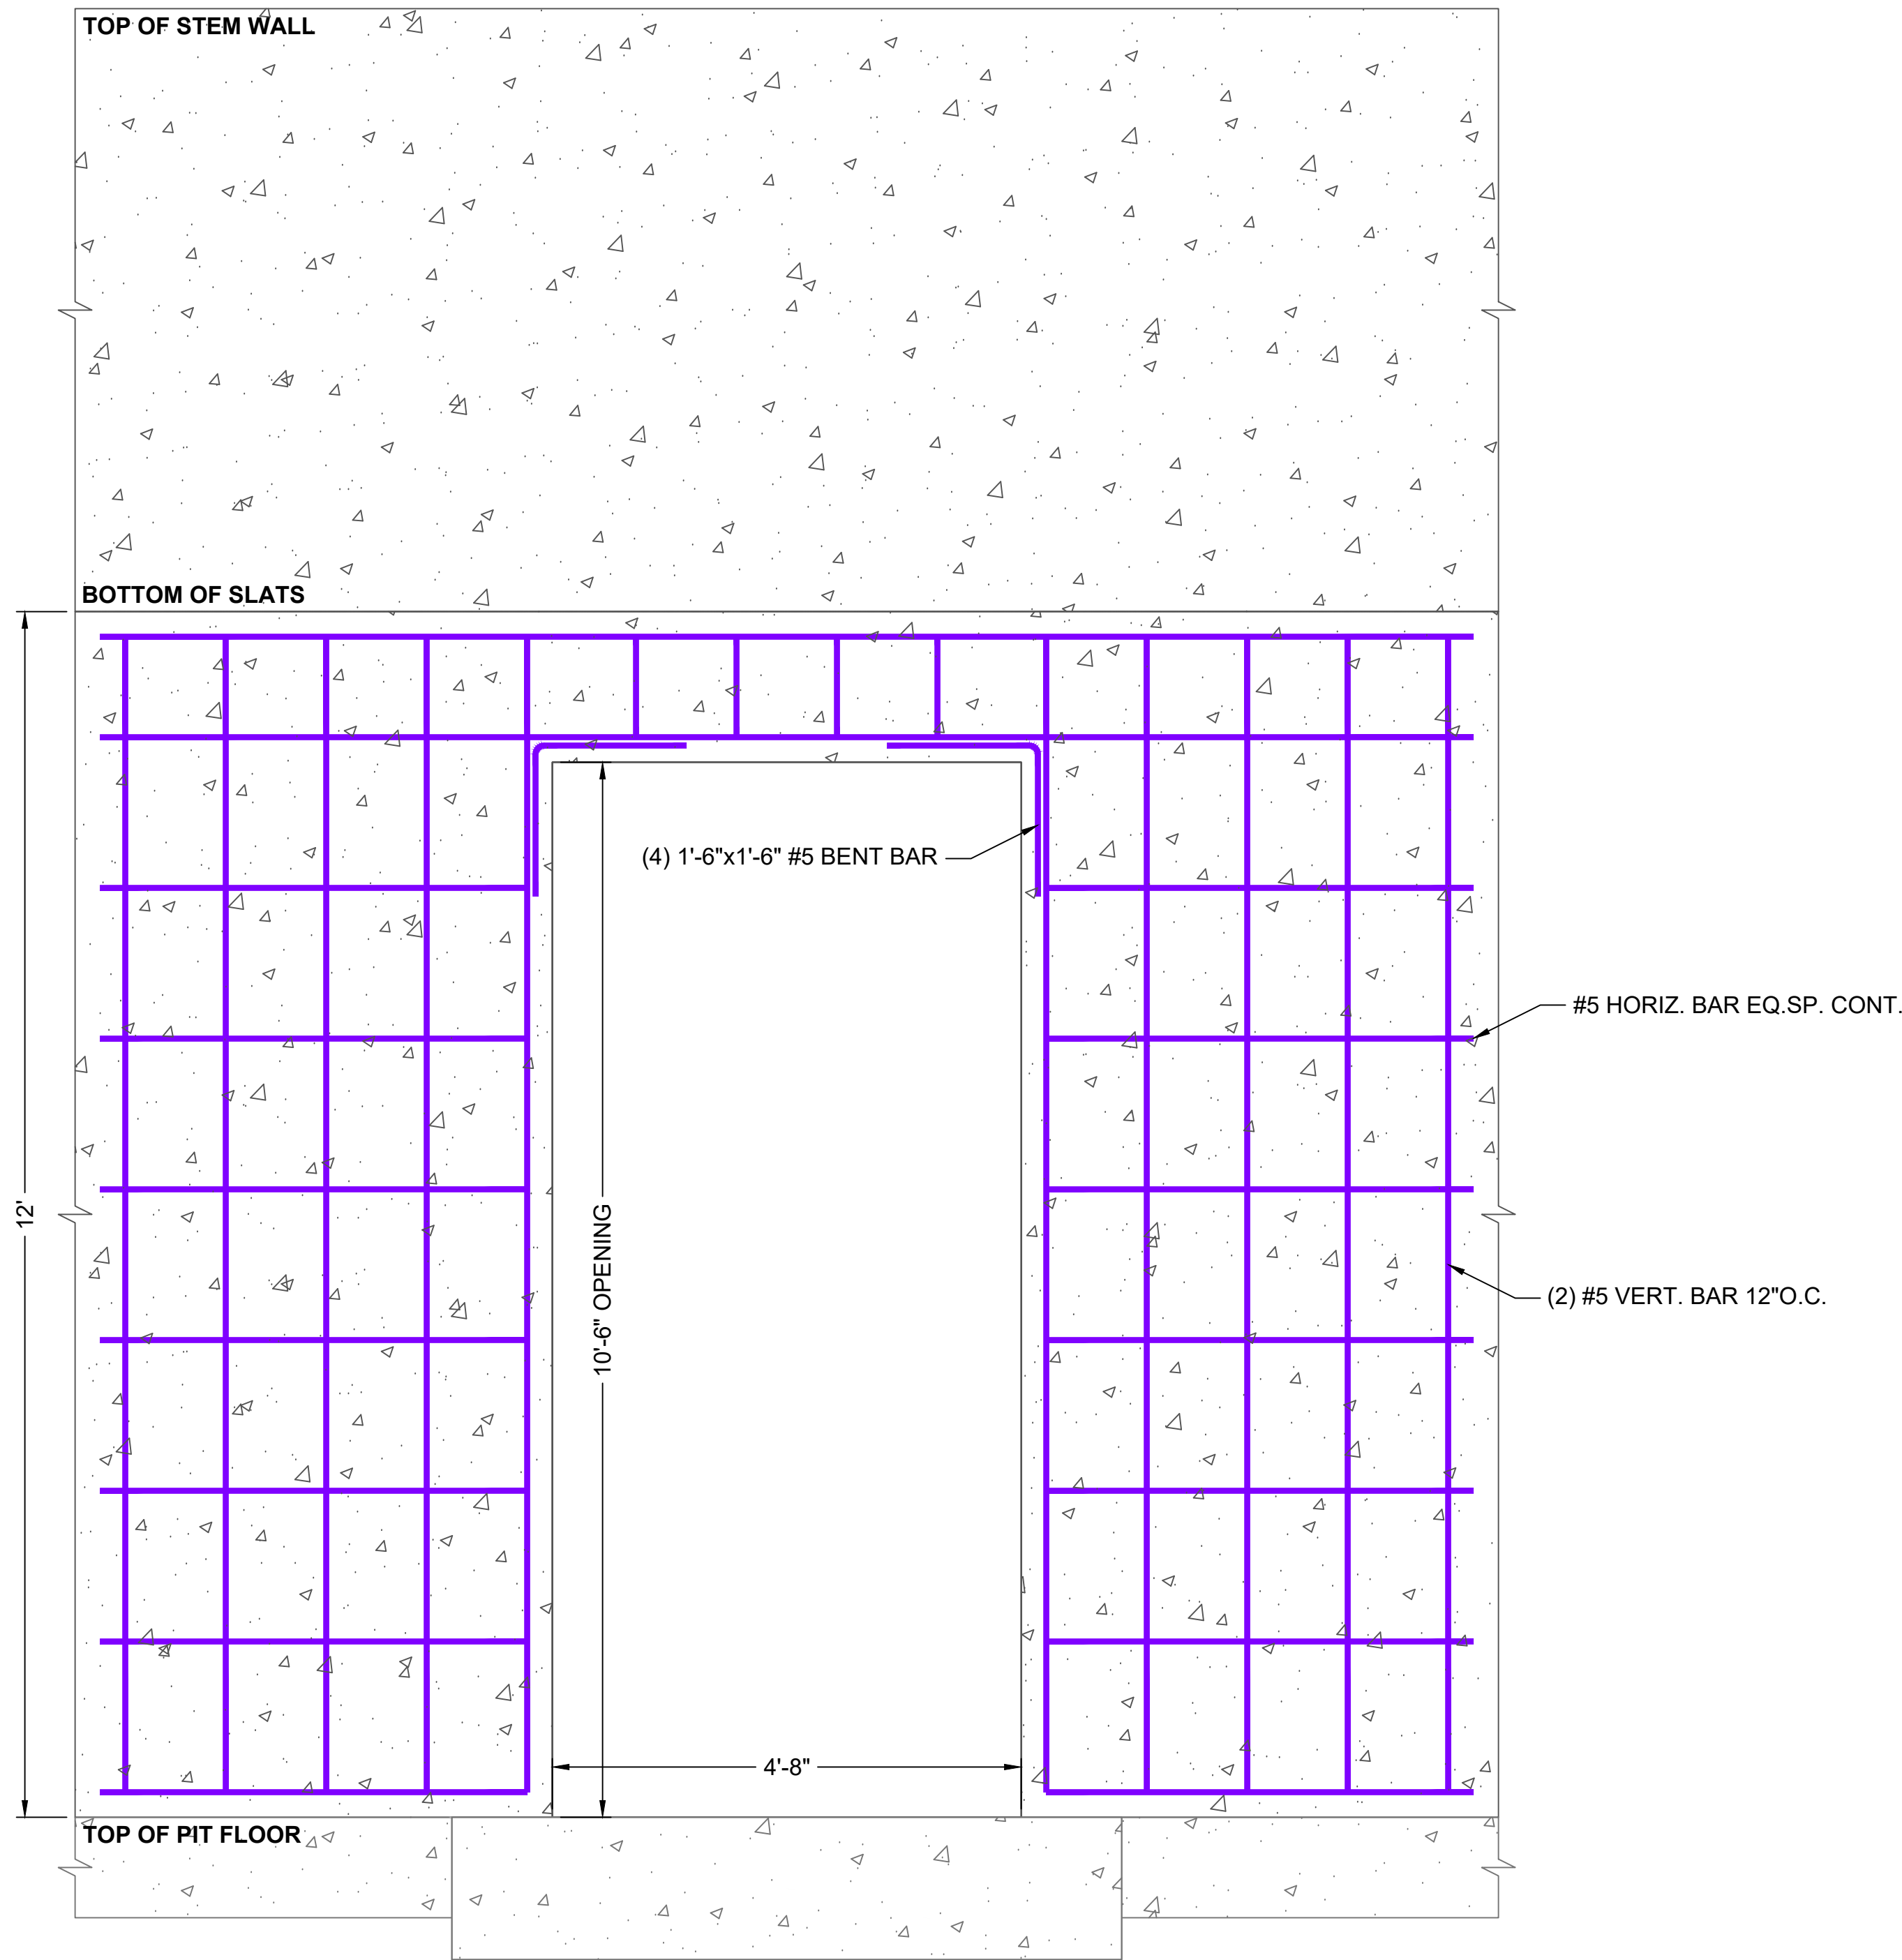 TOP OF STEM WALL
BOTTOM OF SLATS
(4) 1'-6"x1'-6" #5 BENT BAR
#5 HORIZ. BAR EQ.SP. CONT.
12'
10'-6" OPENING
(2) #5 VERT. BAR 12"O.C.
4'-8"
TOP OF PIT FLOOR